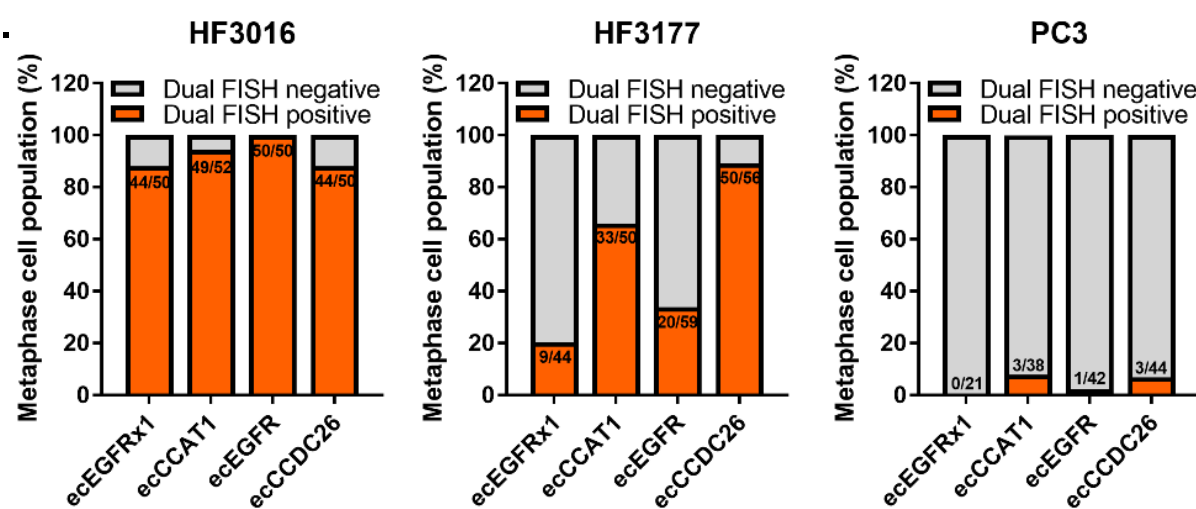 HF3016
Metaphase cell population (%)
120
100
80
60
40
20
0
Dual FISH negative
Dual FISH positive
44/50
49/52
50/50
44/50
ecEGFRx1
ecCCAT1
ecEGFR
ecCCDC26
HF3177
Metaphase cell population (%)
120
100
80
60
40
20
0
Dual FISH negative
Dual FISH positive
9/44
33/50
20/59
50/56
ecEGFRx1
ecCCAT1
ecEGFR
ecCCDC26
PC3
Metaphase cell population (%)
120
100
80
60
40
20
0
Dual FISH negative
Dual FISH positive
0/21
3/38
1/42
3/44
ecEGFRx1
ecCCAT1
ecEGFR
ecCCDC26